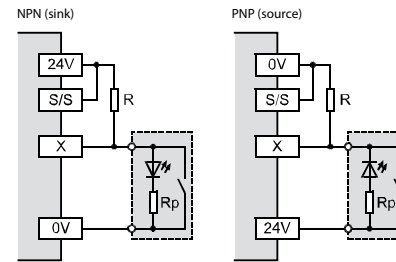 NPN (sink)
24V
S/S
R
X
Rp
0V
PNP (source)
0V
S/S
R
X
Rp
24V